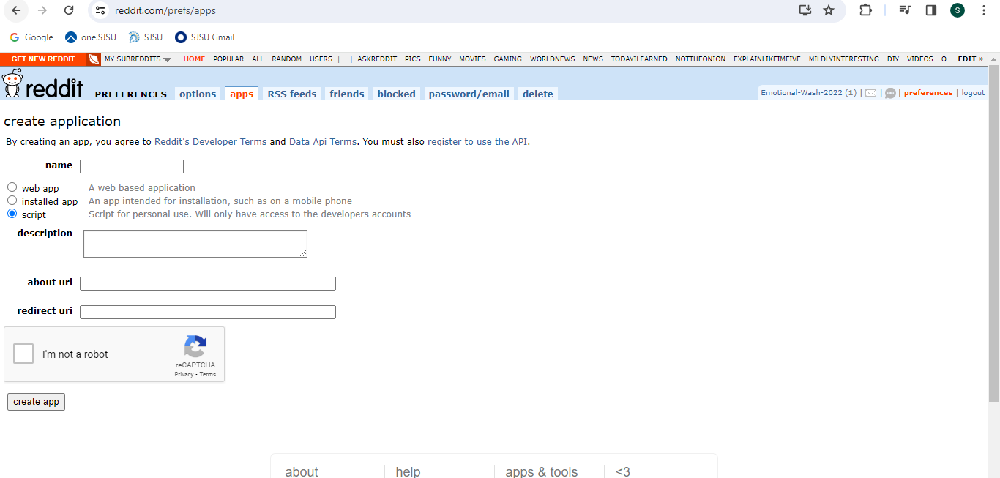 reddit.com/prefs/apps
S
Google one.SJSU SJSU SJSU Gmail
GET NEW REDDIT MY SUBREDDITS HOME - POPULAR - ALL - RANDOM - USERS | | ASKREDDIT - PICS - FUNNY - MOVIES - GAMING - WORLDNEWS - NEWS - TODAYILEARNED - NOTTHEONION - EXPLAINLIKEIMFIVE - MILDLYINTERESTING - DIY - VIDEOS - O EDIT »
reddit PREFERENCES options apps RSS feeds friends blocked password/email delete Emotional-Wash-2022 (1) | | | preferences | logout
create application
By creating an app, you agree to Reddit's Developer Terms and Data Api Terms. You must also register to use the API.
name
web app A web based application
installed app An app intended for installation, such as on a mobile phone
script Script for personal use. Will only have access to the developers accounts
description
about url
redirect uri
I'm not a robot
reCAPTCHA
Privacy - Terms
create app
about help apps & tools <3